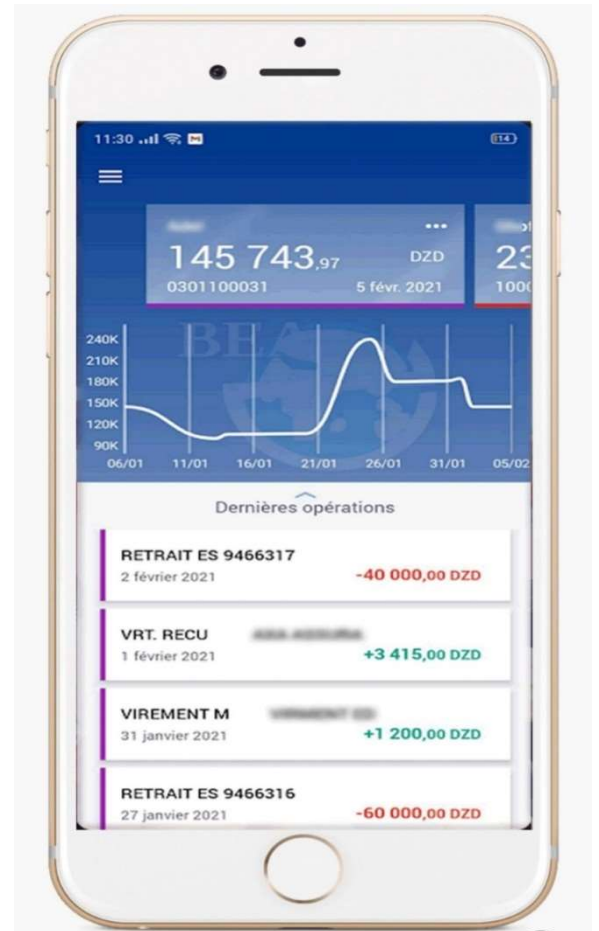 11:30
14
145 743,97 DZD
0301100031 5 févr. 2021
23
1000
BEA
240K
210K
180K
150K
120K
90K
06/01 11/01 16/01 21/01 26/01 31/01 05/02
Dernières opérations
RETRAIT ES 9466317
2 février 2021 -40 000,00 DZD
VRT. RECU
1 février 2021 +3 415,00 DZD
VIREMENT M
31 janvier 2021 +1 200,00 DZD
RETRAIT ES 9466316
27 janvier 2021 -60 000,00 DZD